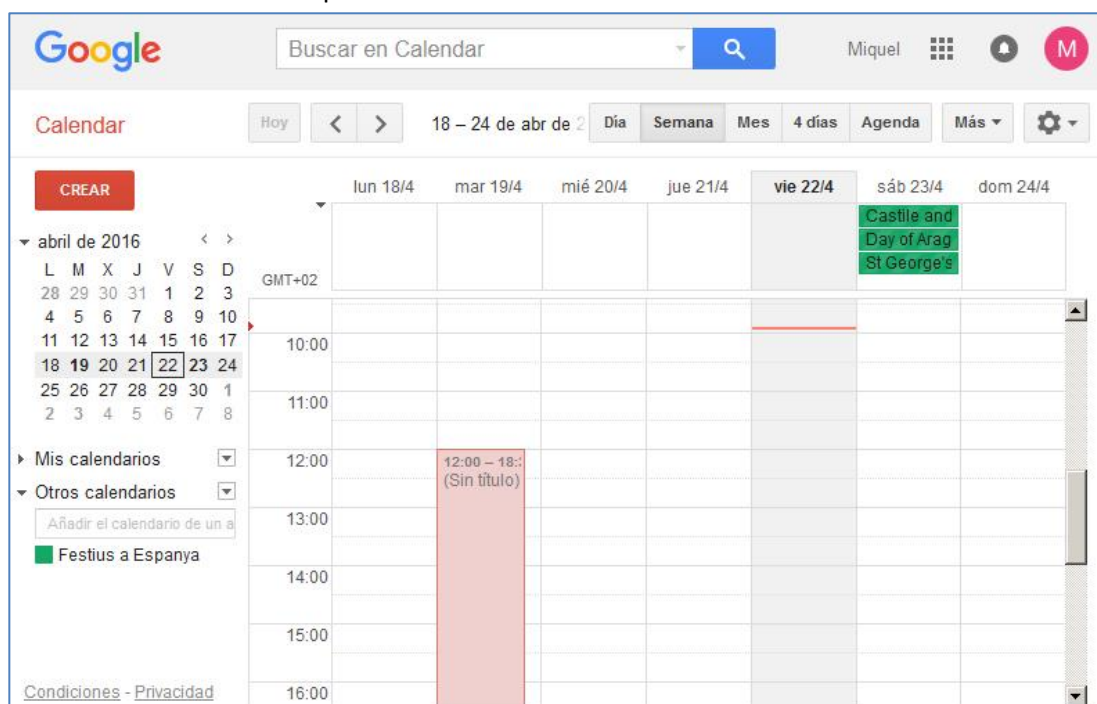 Google
Buscar en Calendar
Miquel
M
Calendar
Hoy
18 – 24 de abr de 2
Día Semana Mes 4 días Agenda
Más
CREAR
lun 18/4 mar 19/4 mié 20/4 jue 21/4 vie 22/4 sáb 23/4 dom 24/4
Castile and
Day of Arag
St George's
GMT+02
abril de 2016
L M X J V S D
28 29 30 31 1 2 3
4 5 6 7 8 9 10
11 12 13 14 15 16 17
18 19 20 21 22 23 24
25 26 27 28 29 30 1
2 3 4 5 6 7 8
Mis calendarios
Otros calendarios
Añadir el calendario de un a
Festius a Espanya
Condiciones - Privacidad
10:00
11:00
12:00
12:00 – 18:
(Sin título)
13:00
14:00
15:00
16:00